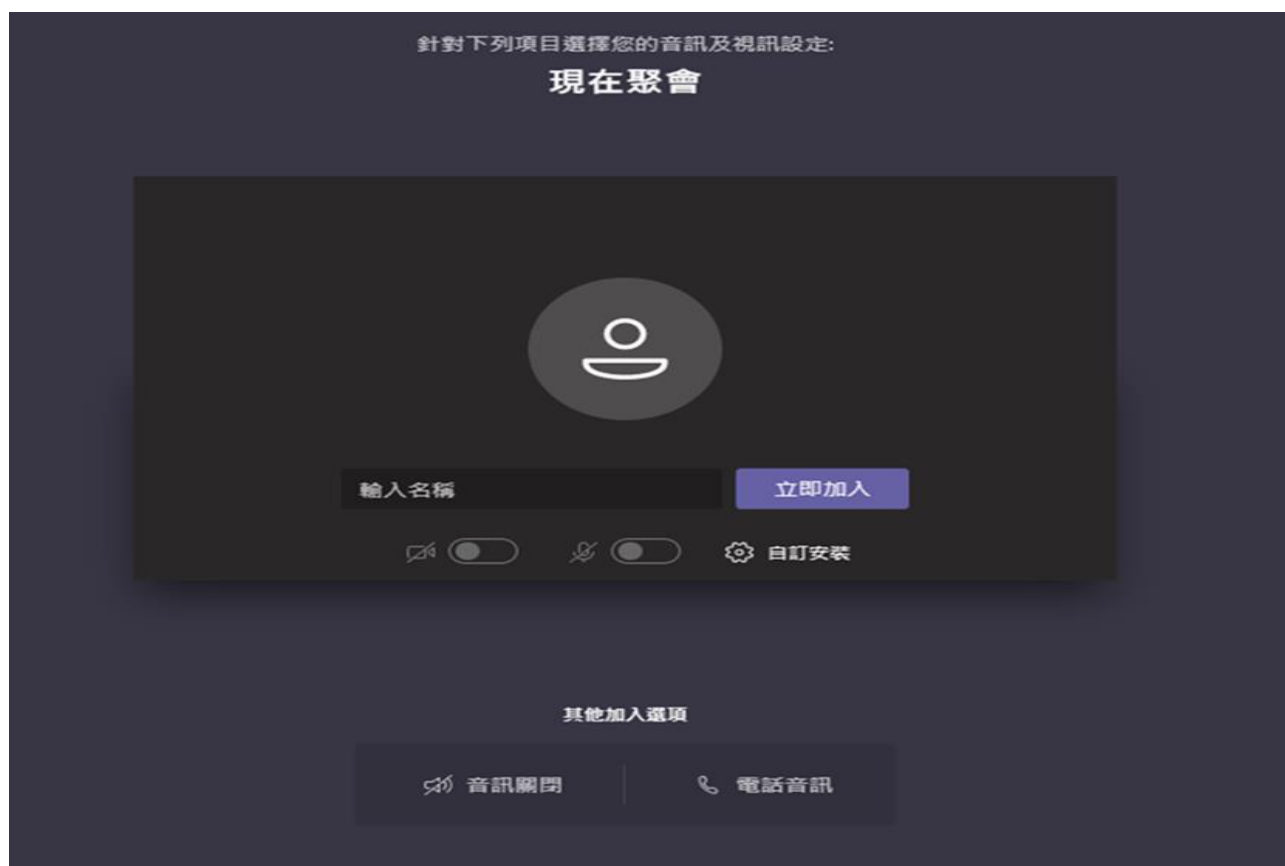 針對下列項目選擇您的音訊及視訊設定:
現在聚會
輸入名稱
立即加入
自訂安裝
其他加入選項
音訊關閉
電話音訊